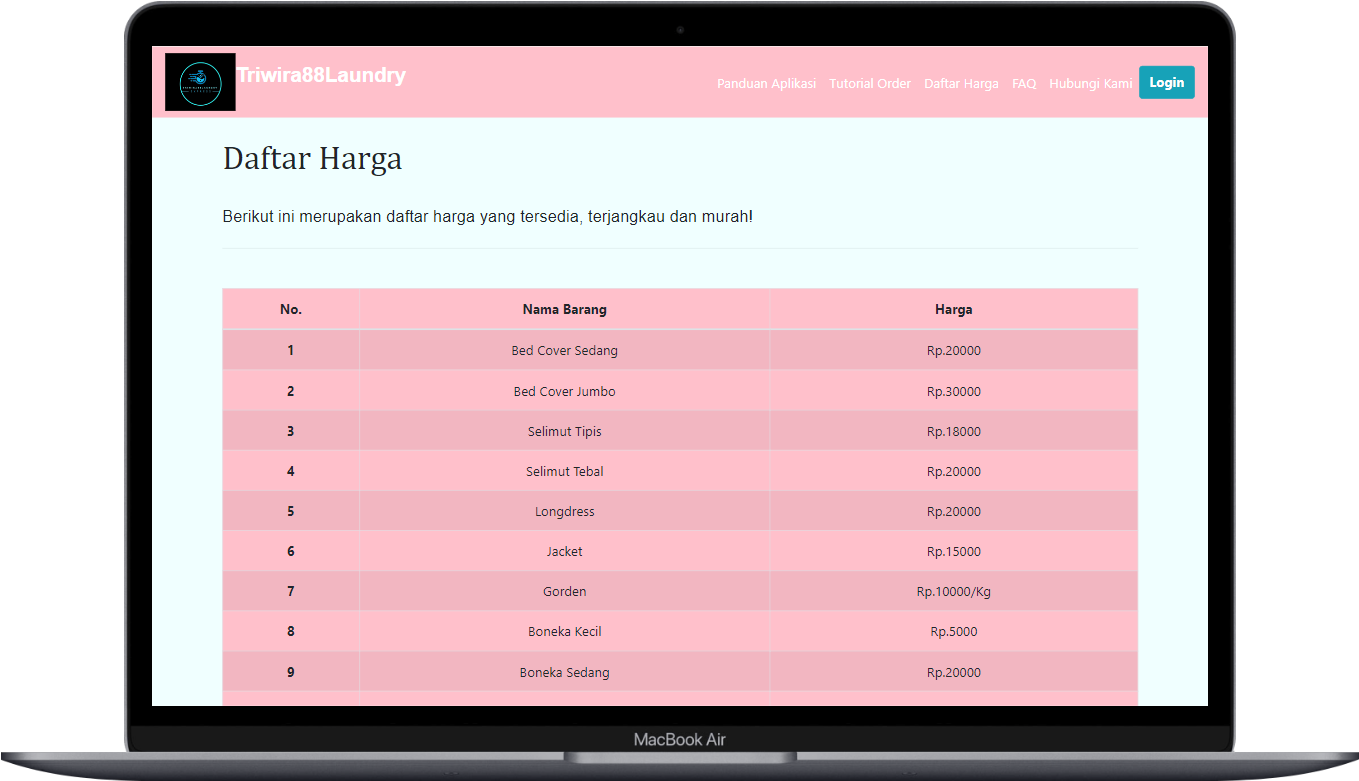 Triwira88Laundry
Panduan Aplikasi Tutorial Order Daftar Harga FAQ Hubungi Kami Login
Daftar Harga
Berikut ini merupakan daftar harga yang tersedia, terjangkau dan murah!
No. Nama Barang Harga
1 Bed Cover Sedang Rp.20000
2 Bed Cover Jumbo Rp.30000
3 Selimut Tipis Rp.18000
4 Selimut Tebal Rp.20000
5 Longdress Rp.20000
6 Jacket Rp.15000
7 Gorden Rp.10000/Kg
8 Boneka Kecil Rp.5000
9 Boneka Sedang Rp.20000
MacBook Air